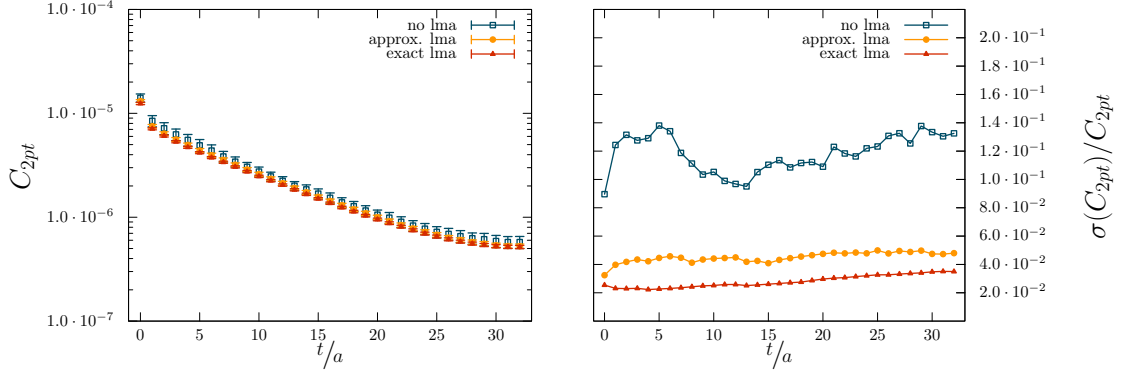 1.0 · 10⁻⁴
1.0 · 10⁻⁵
1.0 · 10⁻⁶
1.0 · 10⁻⁷
C₂ₚₜ
no lma
approx. lma
exact lma
0 5 10 15 20 25 30
t/a
no lma
approx. lma
exact lma
2.0 · 10⁻¹
1.8 · 10⁻¹
1.6 · 10⁻¹
1.4 · 10⁻¹
1.2 · 10⁻¹
1.0 · 10⁻¹
8.0 · 10⁻²
6.0 · 10⁻²
4.0 · 10⁻²
2.0 · 10⁻²
σ(C₂ₚₜ)/C₂ₚₜ
0 5 10 15 20 25 30
t/a